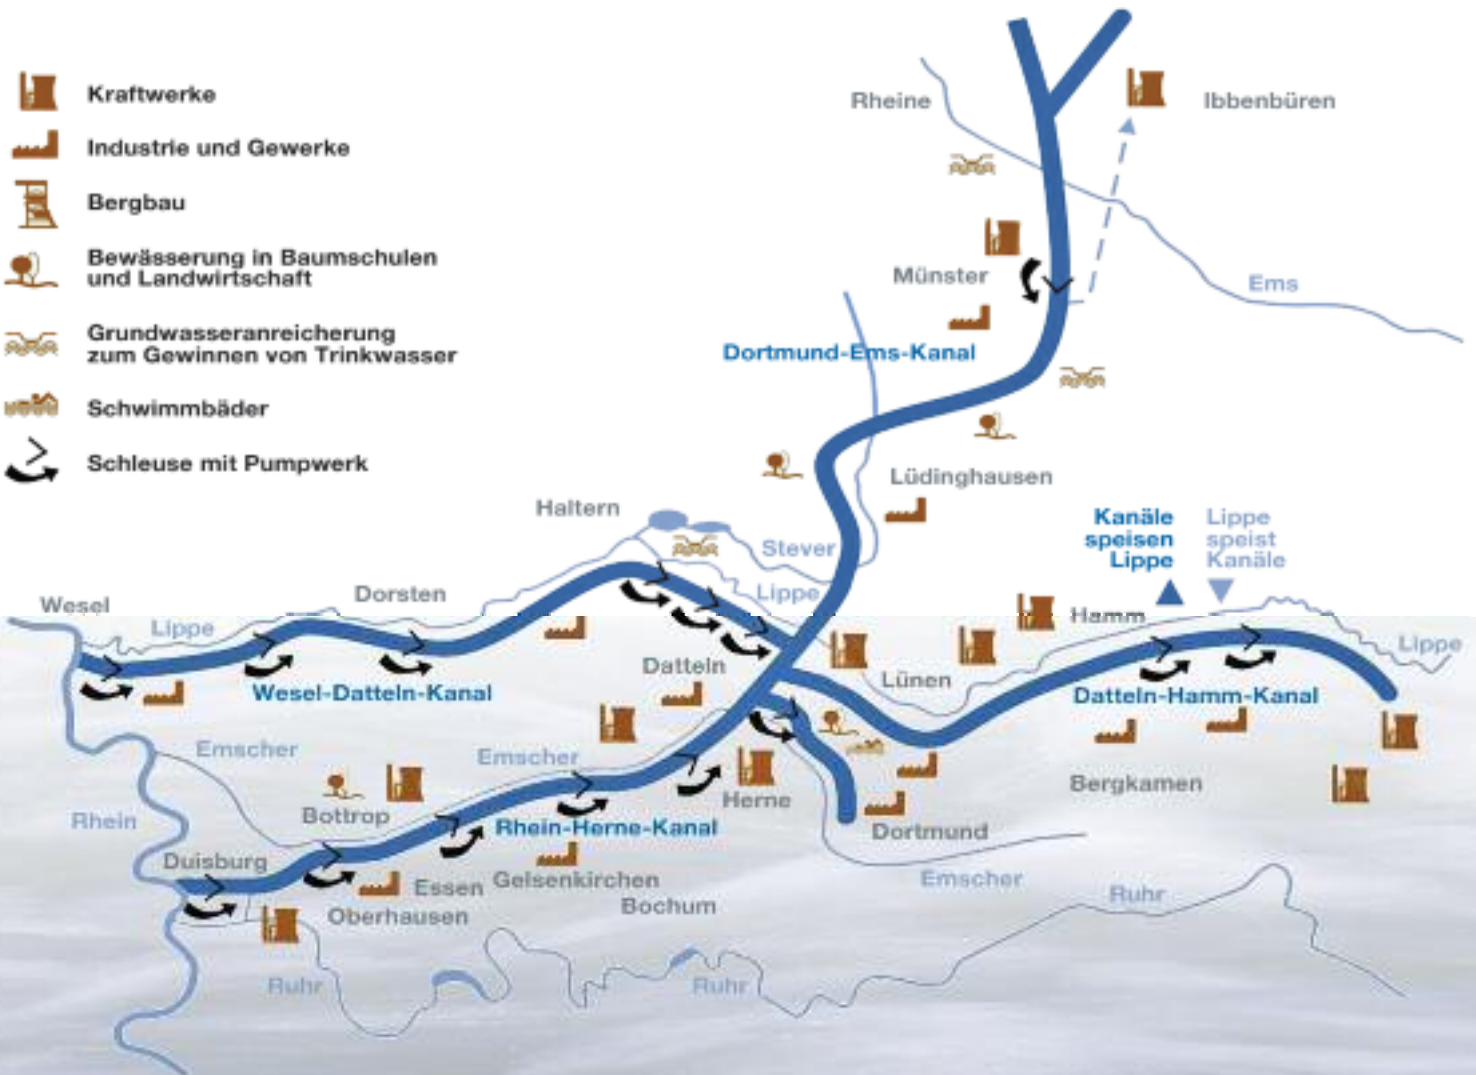 Kraftwerke
Industrie und Gewerke
Bergbau
Bewässerung in Baumschulen
und Landwirtschaft
Grundwasseranreicherung
zum Gewinnen von Trinkwasser
Schwimmbäder
Schleuse mit Pumpwerk
Rheine
Ibbenbüren
Münster
Ems
Dortmund-Ems-Kanal
Lüdinghausen
Haltern
Stever
Kanäle
speisen
Lippe
Lippe
speist
Kanäle
Wesel
Dorsten
Lippe
Lippe
Hamm
Lippe
Datteln
Lünen
Wesel-Datteln-Kanal
Datteln-Hamm-Kanal
Emscher
Emscher
Bergkamen
Herne
Bottrop
Rhein
Rhein-Herne-Kanal
Dortmund
Duisburg
Essen
Gelsenkirchen
Emscher
Ruhr
Oberhausen
Bochum
Ruhr
Ruhr